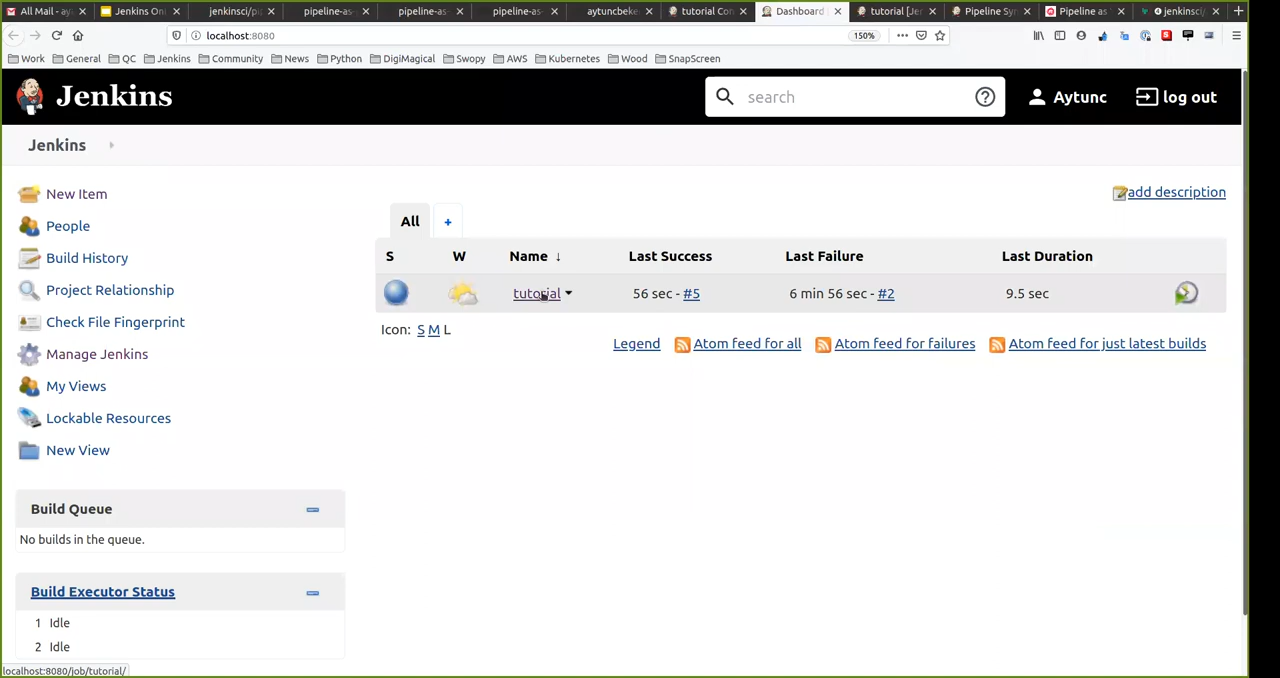 All Mail - ay
Jenkins Oni
jenkinsci/pi
pipeline-as-
pipeline-as-
pipeline-as-
aytuncbeke
tutorial Con
Dashboard
tutorial [Jen
Pipeline Syn
Pipeline as
jenkinsci/
localhost:8080
150%
Work
General
QC
Jenkins
Community
News
Python
DigiMagical
Swopy
AWS
Kubernetes
Wood
SnapScreen
Jenkins
search
Aytunc
log out
Jenkins
New Item
People
Build History
Project Relationship
Check File Fingerprint
Manage Jenkins
My Views
Lockable Resources
New View
add description
All
+
S W Name ↓ Last Success Last Failure Last Duration
tutorial 56 sec - #5 6 min 56 sec - #2 9.5 sec
Icon: S M L
Legend
Atom feed for all
Atom feed for failures
Atom feed for just latest builds
Build Queue
No builds in the queue.
Build Executor Status
1 Idle
2 Idle
localhost:8080/job/tutorial/